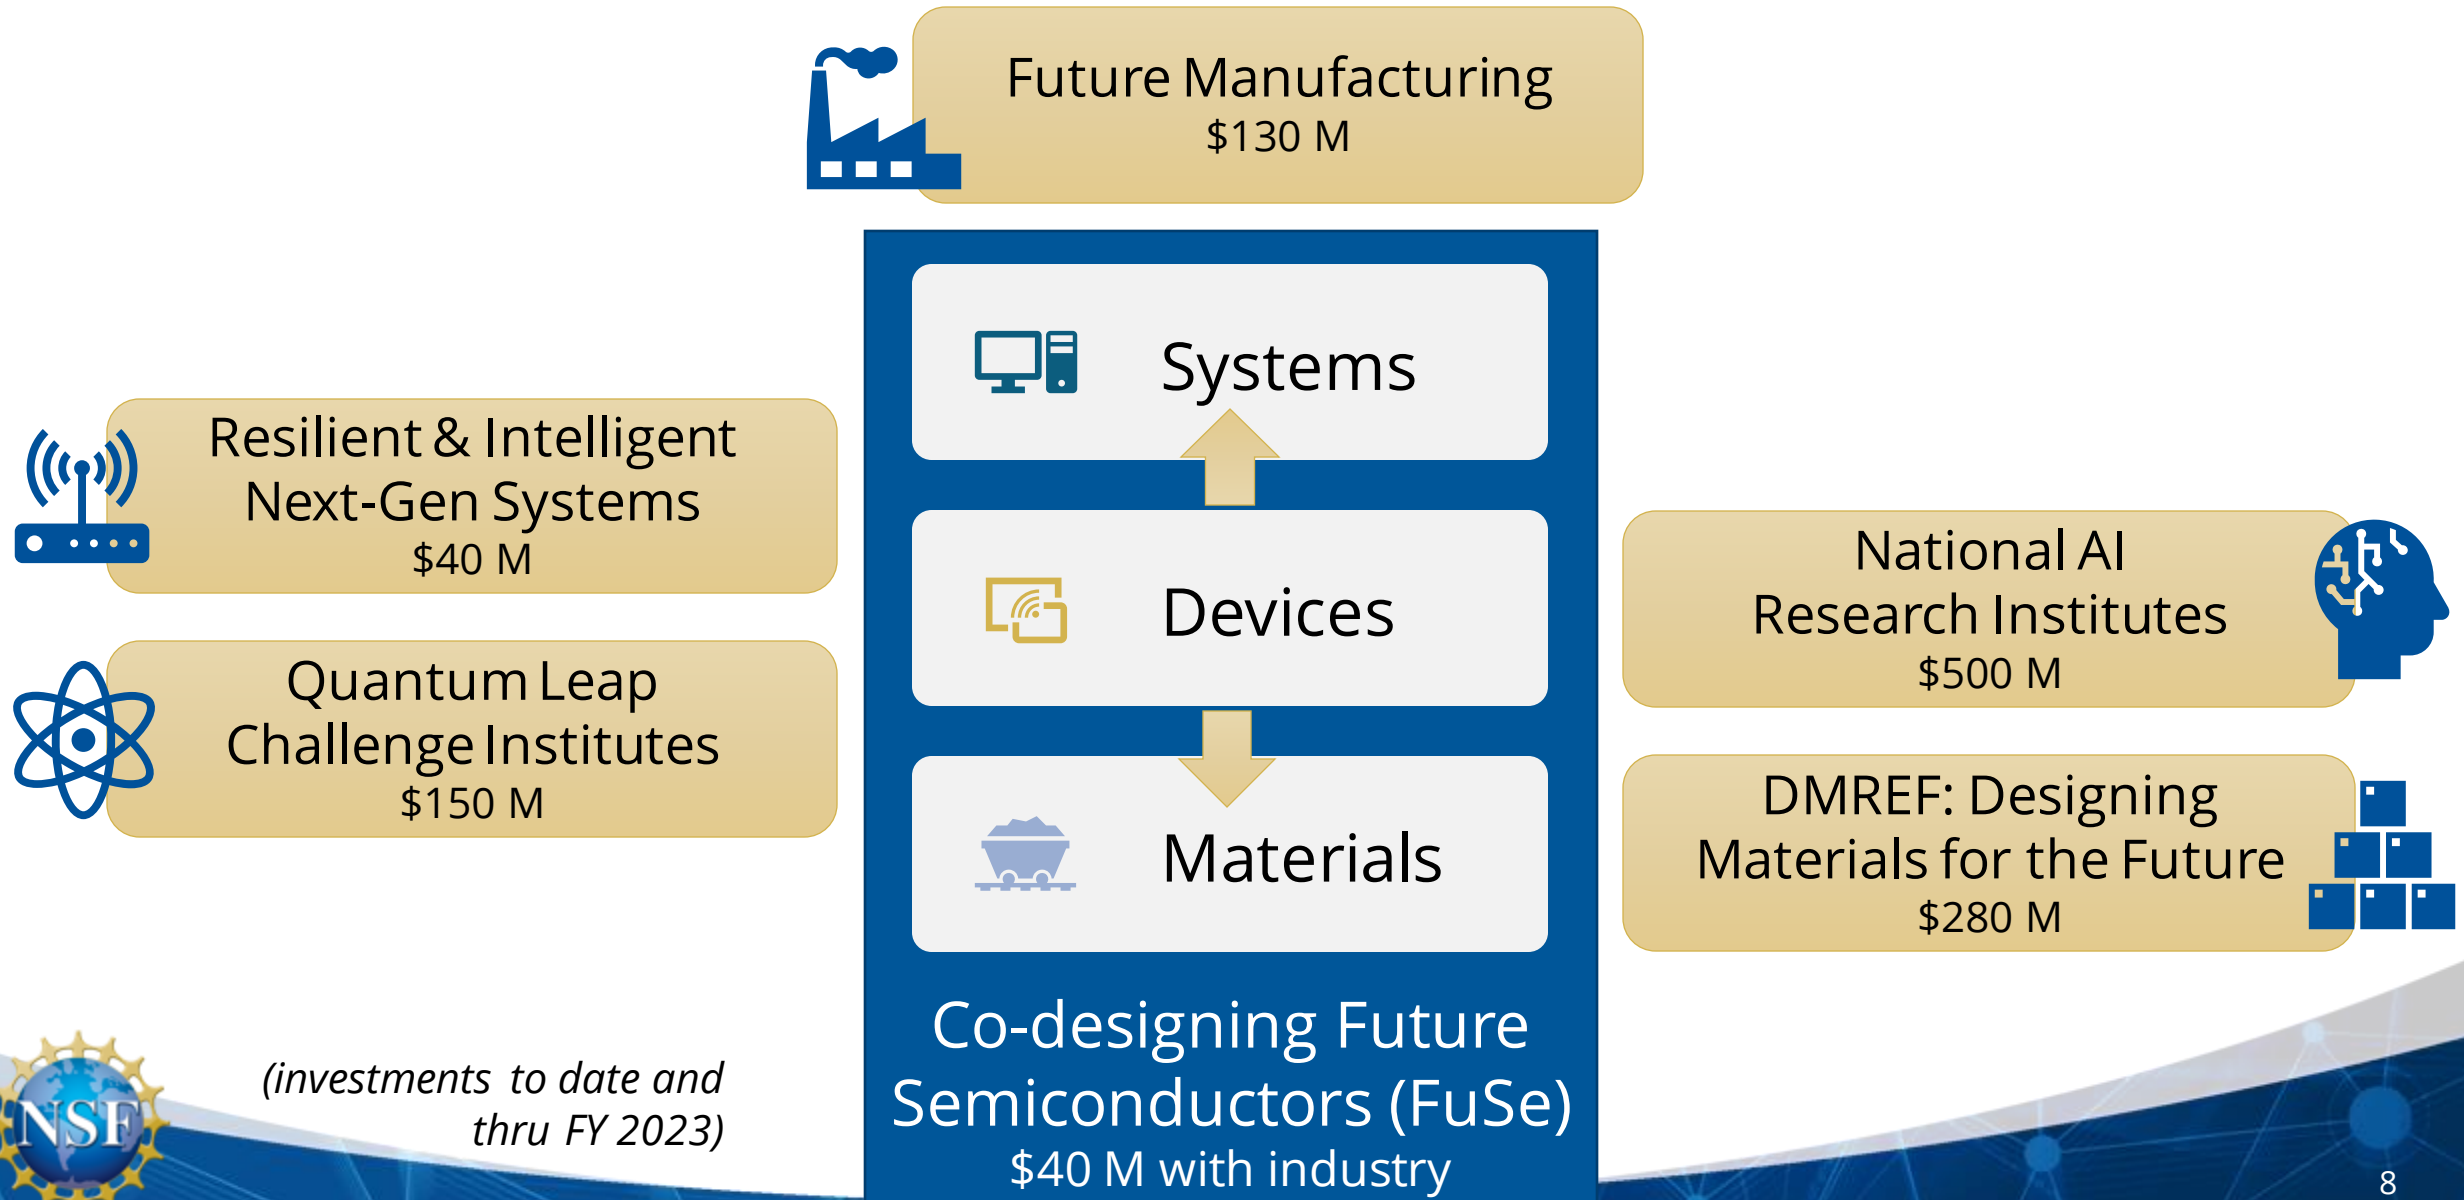 Future Manufacturing
$130 M
Systems
Resilient & Intelligent
Next-Gen Systems
$40 M
Devices
National AI
Research Institutes
$500 M
Quantum Leap
Challenge Institutes
$150 M
Materials
DMREF: Designing
Materials for the Future
$280 M
Co-designing Future
Semiconductors (FuSe)
$40 M with industry
(investments to date and
thru FY 2023)
NSF
8